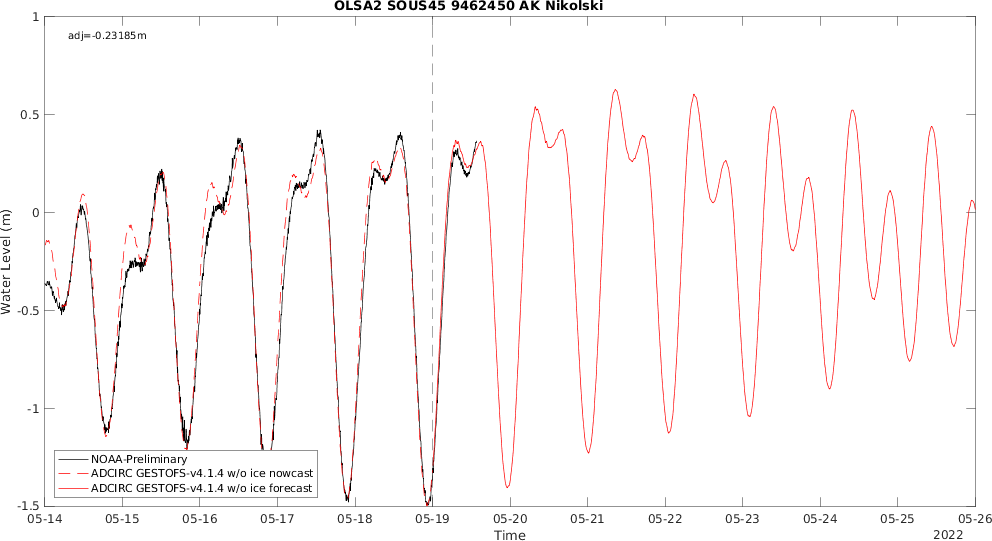 OLSA2 SOUS45 9462450 AK Nikolski
adj=-0.23185m
1
0.5
0
-0.5
-1
-1.5
Water Level (m)
NOAA-Preliminary
ADCIRC GESTOFS-v4.1.4 w/o ice nowcast
ADCIRC GESTOFS-v4.1.4 w/o ice forecast
05-14 05-15 05-16 05-17 05-18 05-19 05-20 05-21 05-22 05-23 05-24 05-25 05-26
Time
2022